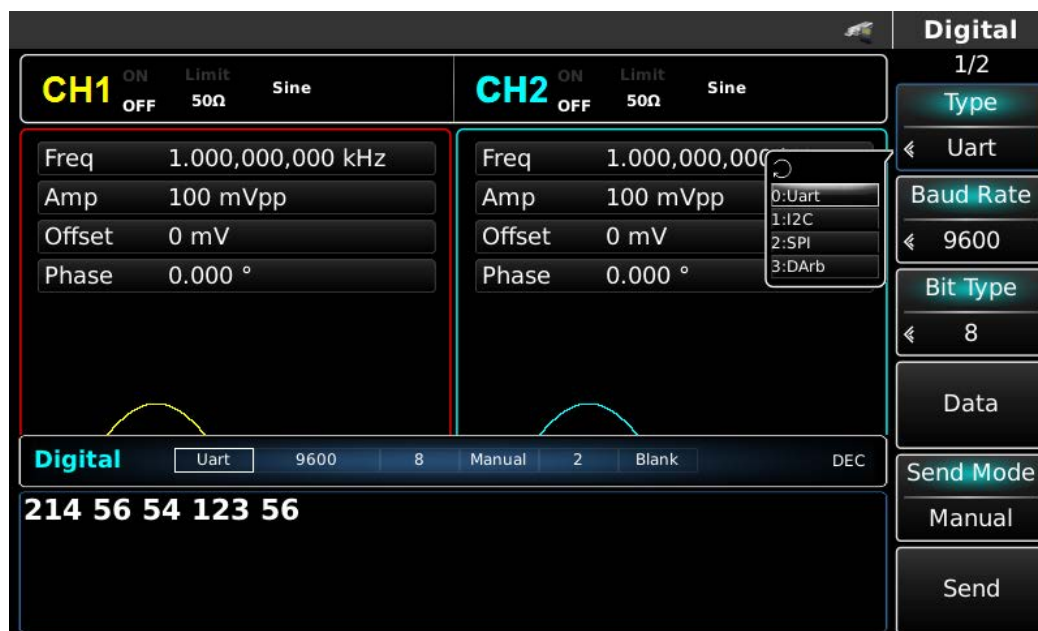 Digital
1/2
CH1 ON OFF Limit 50Ω Sine
CH2 ON OFF Limit 50Ω Sine
Freq 1.000,000,000 kHz
Amp 100 mVpp
Offset 0 mV
Phase 0.000 °
Freq 1.000,000,000
Amp 100 mVpp
Offset 0 mV
Phase 0.000 °
0:Uart
1:I2C
2:SPI
3:DArb
Type
Uart
Baud Rate
9600
Bit Type
8
Data
Send Mode
Manual
Send
Digital Uart 9600 8 Manual 2 Blank DEC
214 56 54 123 56